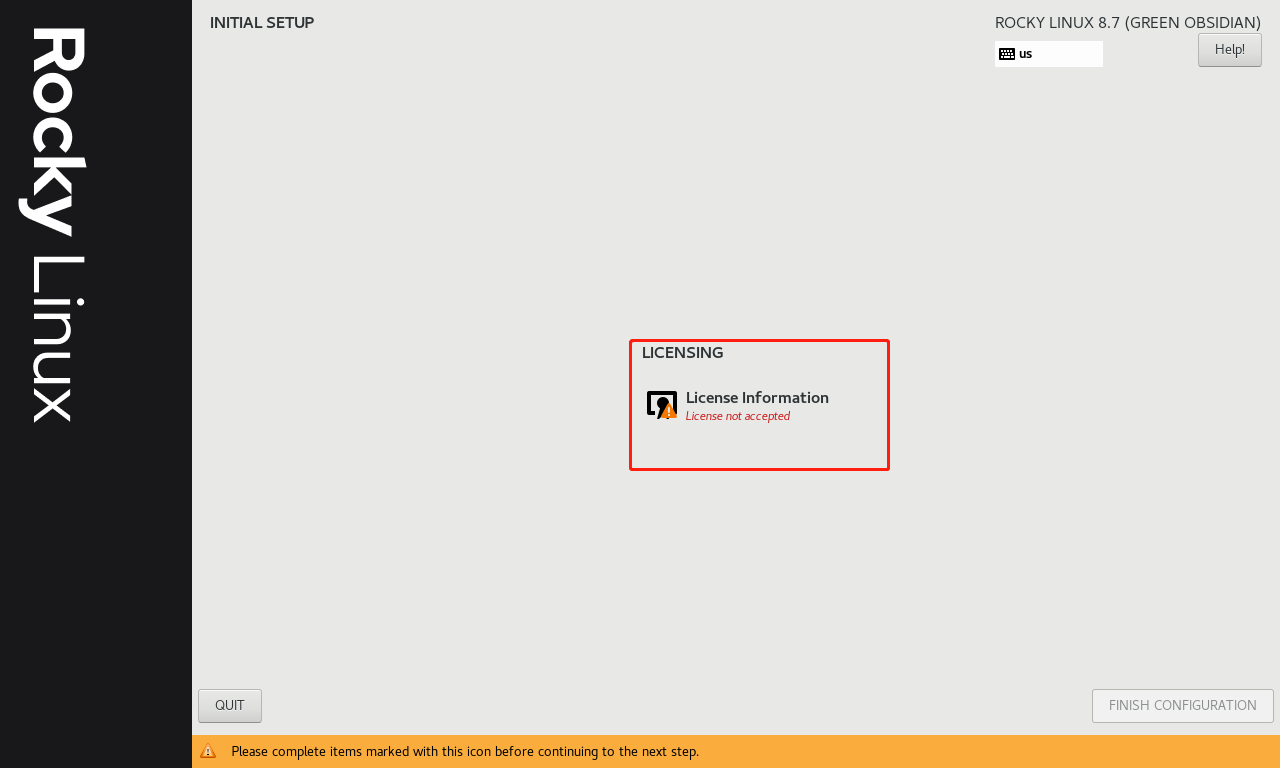 Rocky Linux
INITIAL SETUP
ROCKY LINUX 8.7 (GREEN OBSIDIAN)
us
Help!
LICENSING
License Information
License not accepted
QUIT
FINISH CONFIGURATION
Please complete items marked with this icon before continuing to the next step.